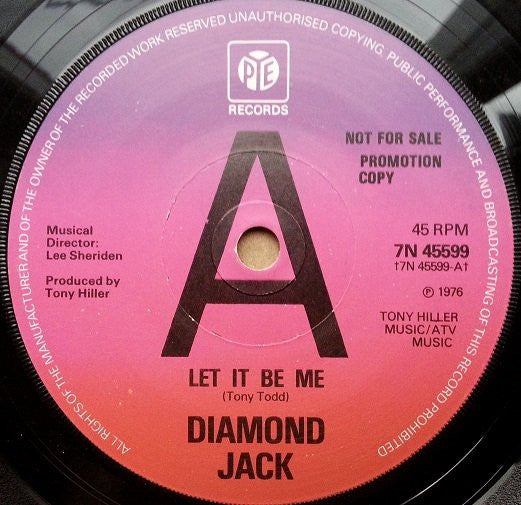 ALL RIGHTS OF THE MANUFACTURER AND OF THE OWNER OF THE RECORDED WORK RESERVED UNAUTHORISED COPYING, PUBLIC PERFORMANCE AND BROADCASTING OF THIS RECORD PROHIBITED
PYE
RECORDS
NOT FOR SALE
PROMOTION
COPY
A
Musical
Director:
Lee Sheriden
Produced by
Tony Hiller
45 RPM
7N 45599
†7N 45599-A†
℗ 1976
TONY HILLER
MUSIC/ATV
MUSIC
LET IT BE ME
(Tony Todd)
DIAMOND
JACK